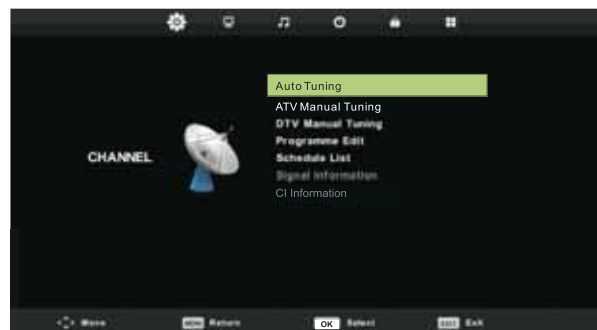 Auto Tuning
ATV Manual Tuning
DTV Manual Tuning
Programme Edit
CHANNEL
Schedule List
Signal Information
CI Information
Move MENU Return OK Select EXIT Exit